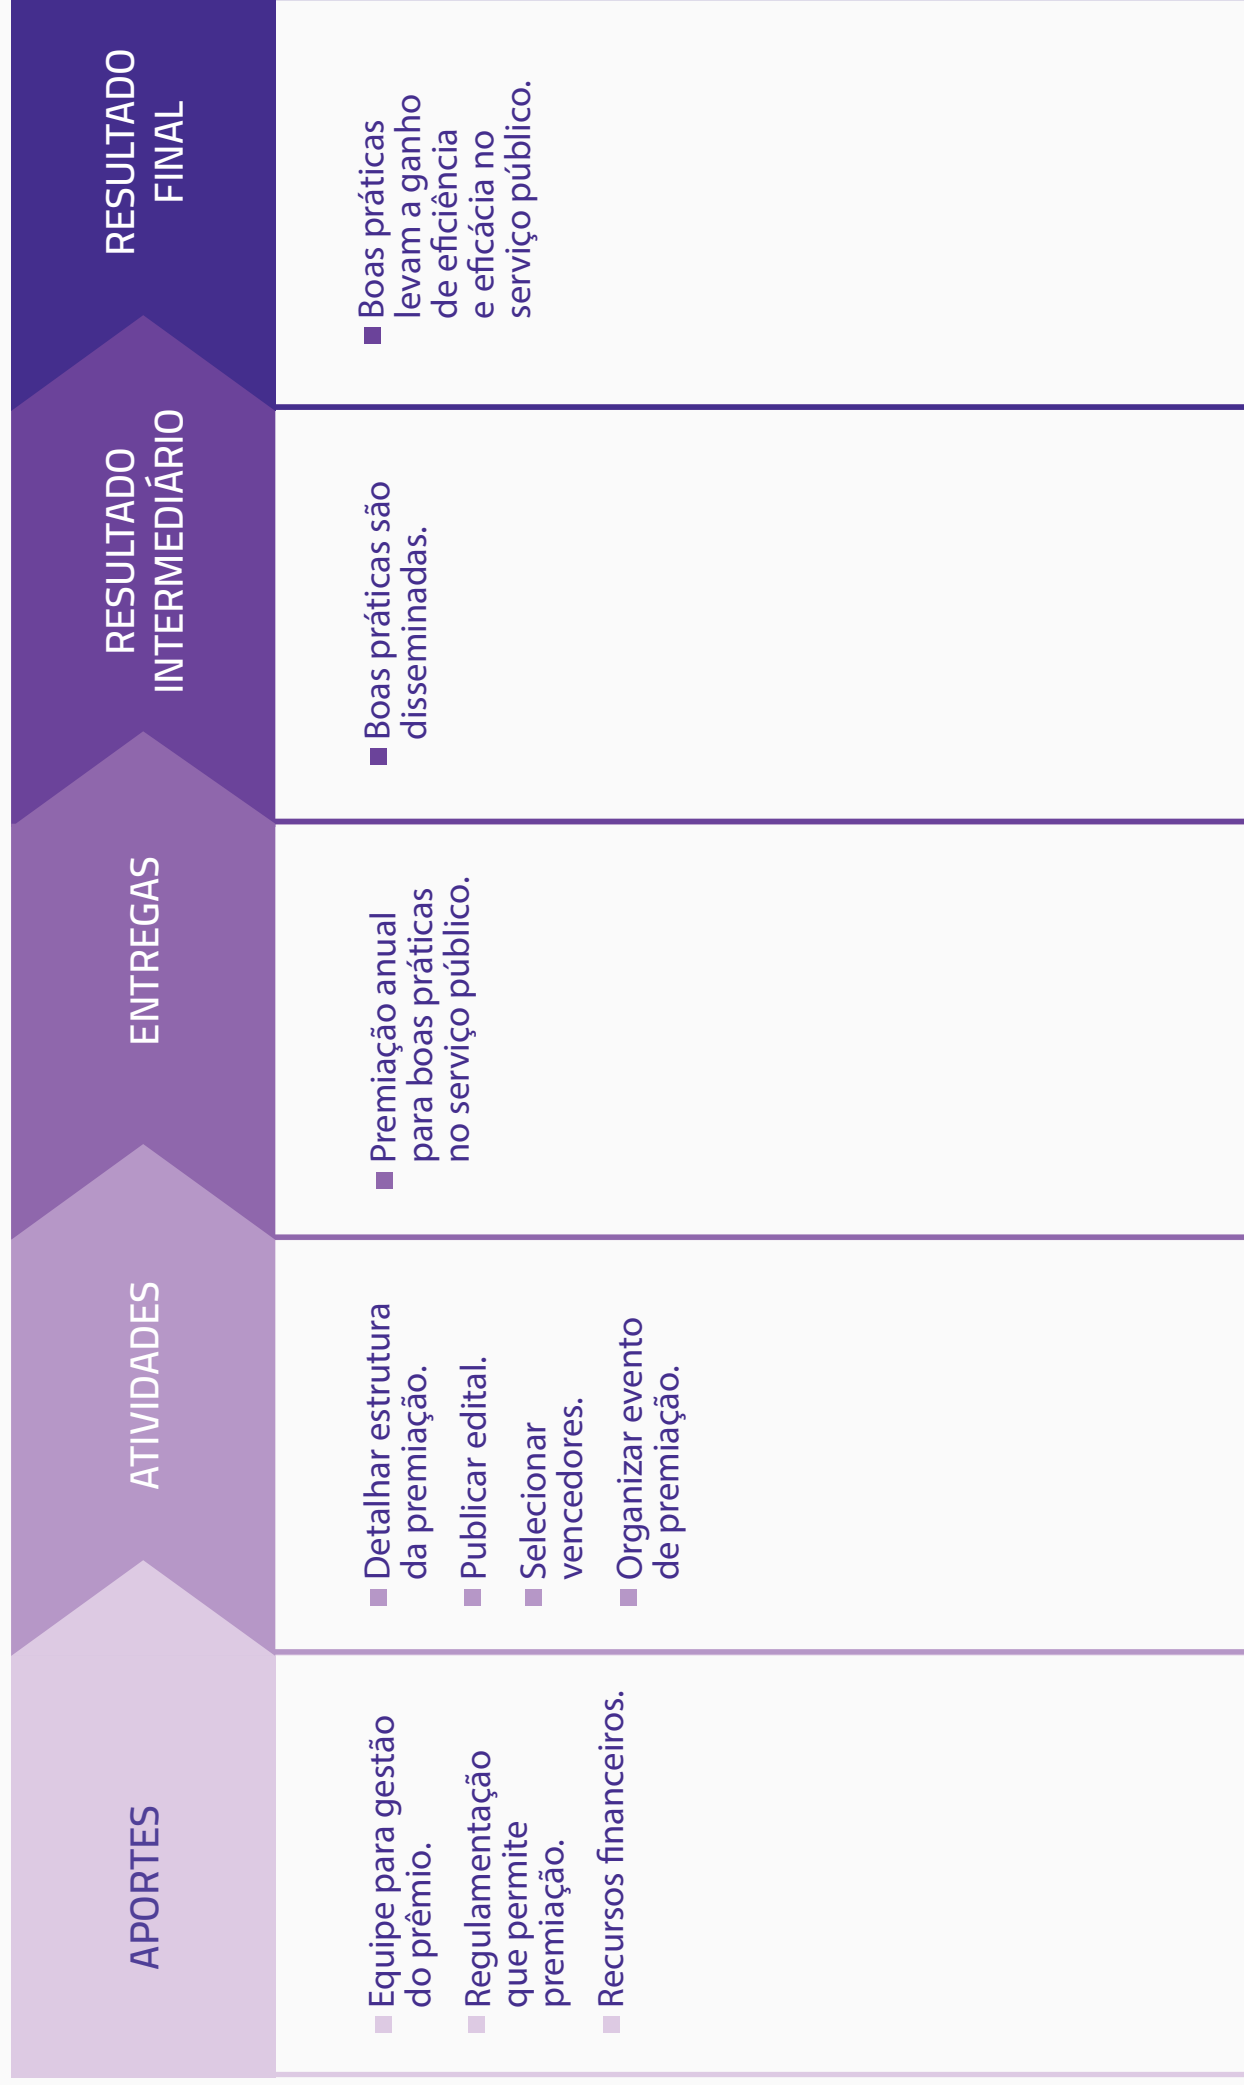 APORTES
Equipe para gestão
do prêmio.
Regulamentação
que permite
premiação.
Recursos financeiros.
ATIVIDADES
Detalhar estrutura
da premiação.
Publicar edital.
Selecionar
vencedores.
Organizar evento
de premiação.
ENTREGAS
Premiação anual
para boas práticas
no serviço público.
RESULTADO
INTERMEDIÁRIO
Boas práticas são
disseminadas.
RESULTADO
FINAL
Boas práticas
levam a ganho
de eficiência
e eficácia no
serviço público.